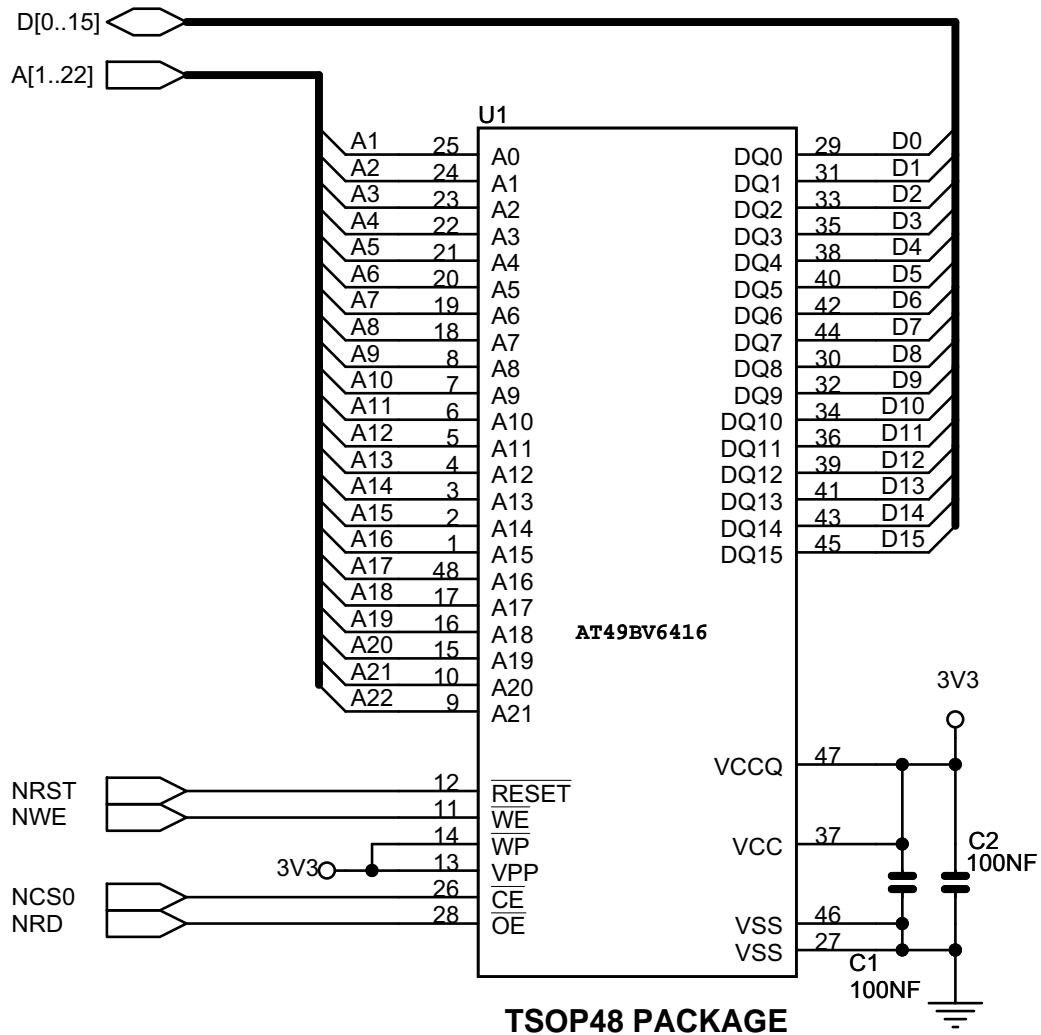 D[0..15]
A[1..22]
U1
A1 25 A0 DQ0 29 D0
A2 24 A1 DQ1 31 D1
A3 23 A2 DQ2 33 D2
A4 22 A3 DQ3 35 D3
A5 21 A4 DQ4 38 D4
A6 20 A5 DQ5 40 D5
A7 19 A6 DQ6 42 D6
A8 18 A7 DQ7 44 D7
A9 8 A8 DQ8 30 D8
A10 7 A9 DQ9 32 D9
A11 6 A10 DQ10 34 D10
A12 5 A11 DQ11 36 D11
A13 4 A12 DQ12 39 D12
A14 3 A13 DQ13 41 D13
A15 2 A14 DQ14 43 D14
A16 1 A15 DQ15 45 D15
A17 48 A16
A18 17 A17
A19 16 A18
AT49BV6416
A20 15 A19
A21 10 A20
A22 9 A21
3V3
VCCQ 47
NRST 12 RESET
NWE 11 WE
14 WP
VCC 37
C2
100NF
3V3 13 VPP
NCS0 26 CE
NRD 28 OE
VSS 46
VSS 27
C1
100NF
TSOP48 PACKAGE